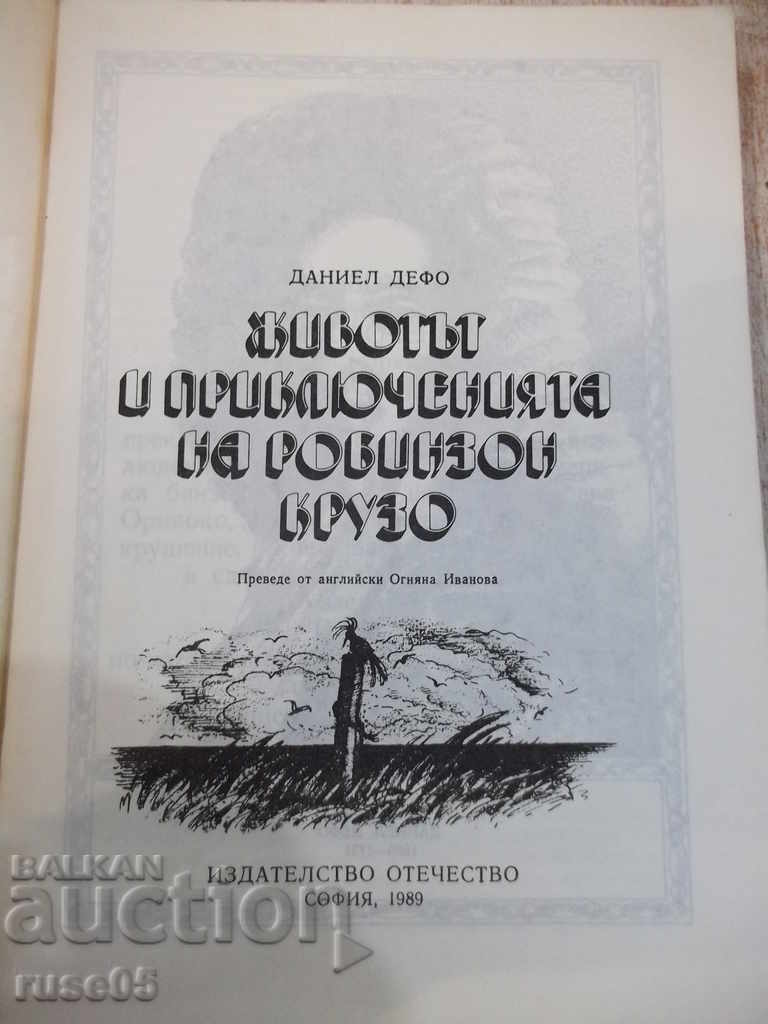 ДАНИЕЛ ДЕФО
ЖИВОТЪТ
И ПРИКЛЮЧЕНИЯТА
НА РОБИНЗОН
КРУЗО
Преведе от английски Огняна Иванова
ИЗДАТЕЛСТВО ОТЕЧЕСТВО
СОФИЯ, 1989
BALKAN
auction
ruse05